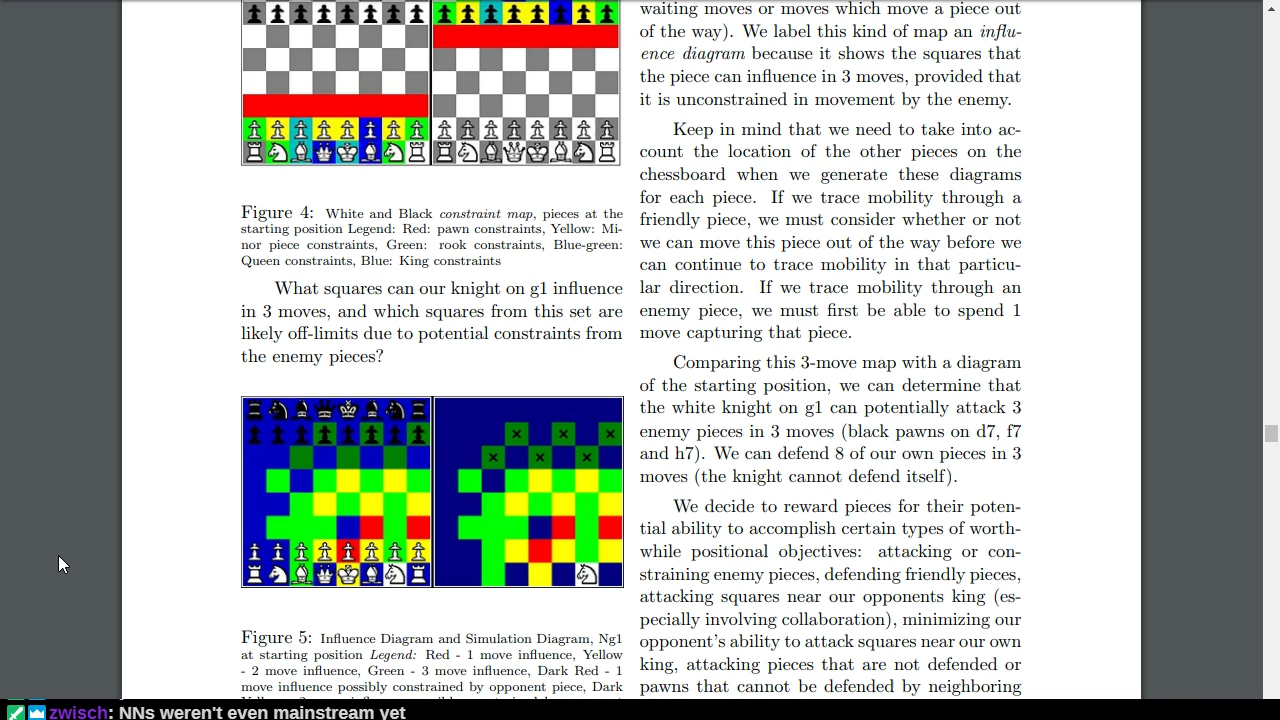 Figure 4: White and Black constraint map, pieces at the
starting position Legend: Red: pawn constraints, Yellow: Mi-
nor piece constraints, Green: rook constraints, Blue-green:
Queen constraints, Blue: King constraints
What squares can our knight on g1 influence
in 3 moves, and which squares from this set are
likely off-limits due to potential constraints from
the enemy pieces?
Figure 5: Influence Diagram and Simulation Diagram, Ng1
at starting position Legend: Red - 1 move influence, Yellow
- 2 move influence, Green - 3 move influence, Dark Red - 1
move influence possibly constrained by opponent piece, Dark
waiting moves or moves which move a piece out
of the way). We label this kind of map an influ-
ence diagram because it shows the squares that
the piece can influence in 3 moves, provided that
it is unconstrained in movement by the enemy.
Keep in mind that we need to take into ac-
count the location of the other pieces on the
chessboard when we generate these diagrams
for each piece. If we trace mobility through a
friendly piece, we must consider whether or not
we can move this piece out of the way before we
can continue to trace mobility in that particu-
lar direction. If we trace mobility through an
enemy piece, we must first be able to spend 1
move capturing that piece.
Comparing this 3-move map with a diagram
of the starting position, we can determine that
the white knight on g1 can potentially attack 3
enemy pieces in 3 moves (black pawns on d7, f7
and h7). We can defend 8 of our own pieces in 3
moves (the knight cannot defend itself).
We decide to reward pieces for their poten-
tial ability to accomplish certain types of worth-
while positional objectives: attacking or con-
straining enemy pieces, defending friendly pieces,
attacking squares near our opponents king (es-
pecially involving collaboration), minimizing our
opponent's ability to attack squares near our own
king, attacking pieces that are not defended or
pawns that cannot be defended by neighboring
zwisch: NNs weren't even mainstream yet